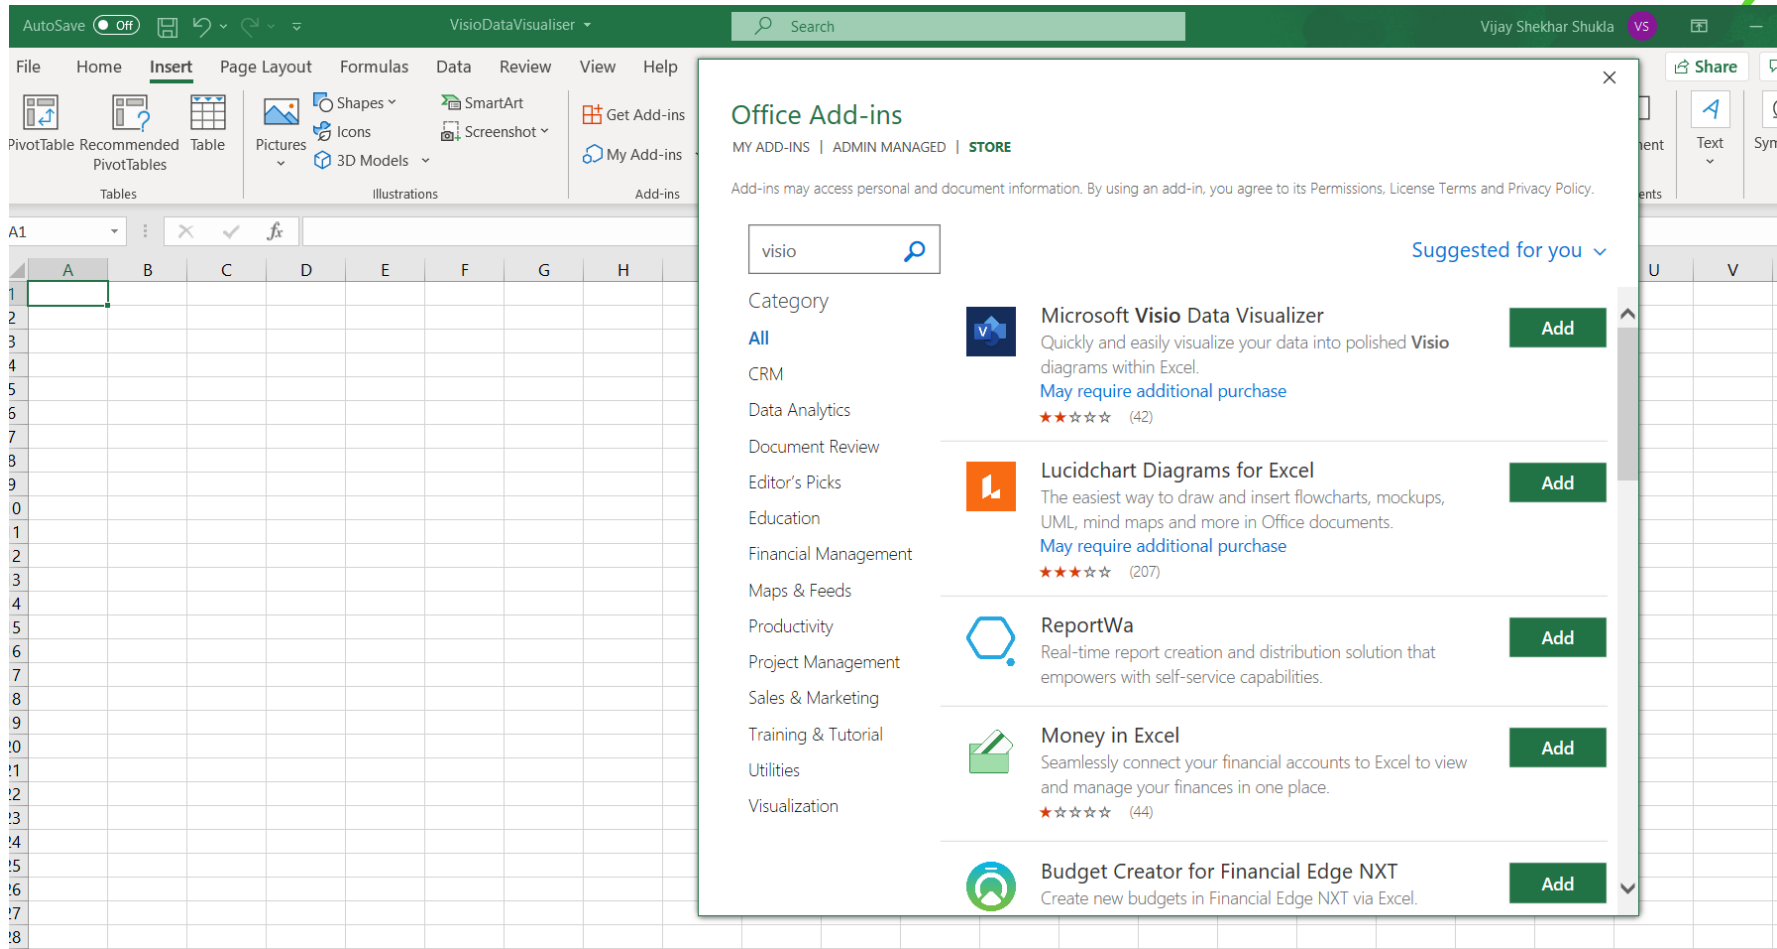 AutoSave Off
VisioDataVisualiser
Search
Vijay Shekhar Shukla VS
File Home Insert Page Layout Formulas Data Review View Help
Share
PivotTable
Recommended
PivotTables
Table
Tables
Pictures
Shapes
Icons
3D Models
SmartArt
Screenshot
Illustrations
Get Add-ins
My Add-ins
Add-ins
Text
A1
fx
A B C D E F G H U V
Office Add-ins
MY ADD-INS | ADMIN MANAGED | STORE
Add-ins may access personal and document information. By using an add-in, you agree to its Permissions, License Terms and Privacy Policy.
visio
Suggested for you
Category
All
CRM
Data Analytics
Document Review
Editor's Picks
Education
Financial Management
Maps & Feeds
Productivity
Project Management
Sales & Marketing
Training & Tutorial
Utilities
Visualization
Microsoft Visio Data Visualizer
Quickly and easily visualize your data into polished Visio
diagrams within Excel.
May require additional purchase
(42)
Add
Lucidchart Diagrams for Excel
The easiest way to draw and insert flowcharts, mockups,
UML, mind maps and more in Office documents.
May require additional purchase
(207)
Add
ReportWa
Real-time report creation and distribution solution that
empowers with self-service capabilities.
Add
Money in Excel
Seamlessly connect your financial accounts to Excel to view
and manage your finances in one place.
(44)
Add
Budget Creator for Financial Edge NXT
Create new budgets in Financial Edge NXT via Excel.
Add